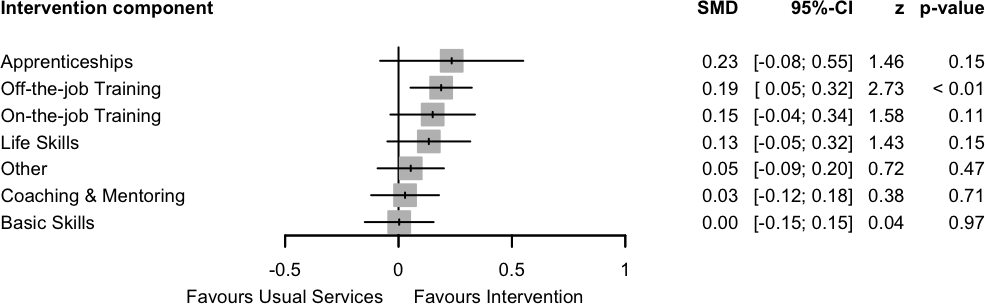 Intervention component SMD 95%-CI z p-value
Apprenticeships 0.23 [-0.08; 0.55] 1.46 0.15
Off-the-job Training 0.19 [ 0.05; 0.32] 2.73 < 0.01
On-the-job Training 0.15 [-0.04; 0.34] 1.58 0.11
Life Skills 0.13 [-0.05; 0.32] 1.43 0.15
Other 0.05 [-0.09; 0.20] 0.72 0.47
Coaching & Mentoring 0.03 [-0.12; 0.18] 0.38 0.71
Basic Skills 0.00 [-0.15; 0.15] 0.04 0.97
-0.5 0 0.5 1
Favours Usual Services Favours Intervention